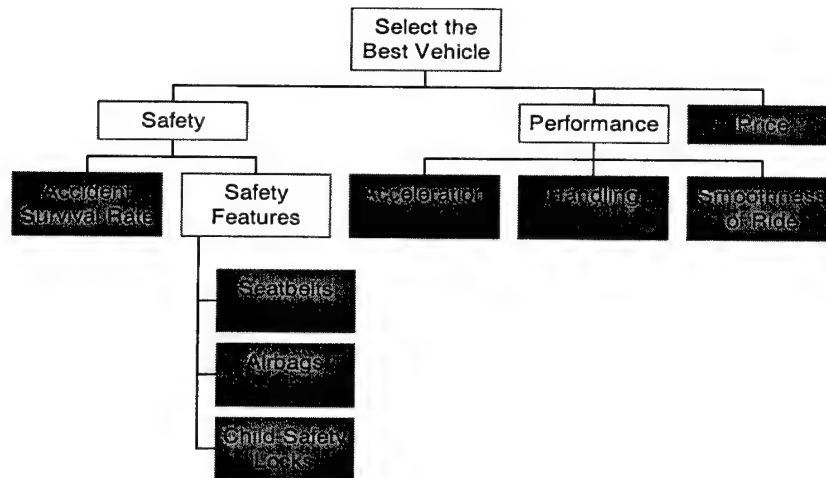 Select the
Best Vehicle
Safety
Performance
Price
Accident
Survival Rate
Safety
Features
Acceleration
Handling
Smoothness
of Ride
Seatbelts
Airbags
Child-Safety
Locks